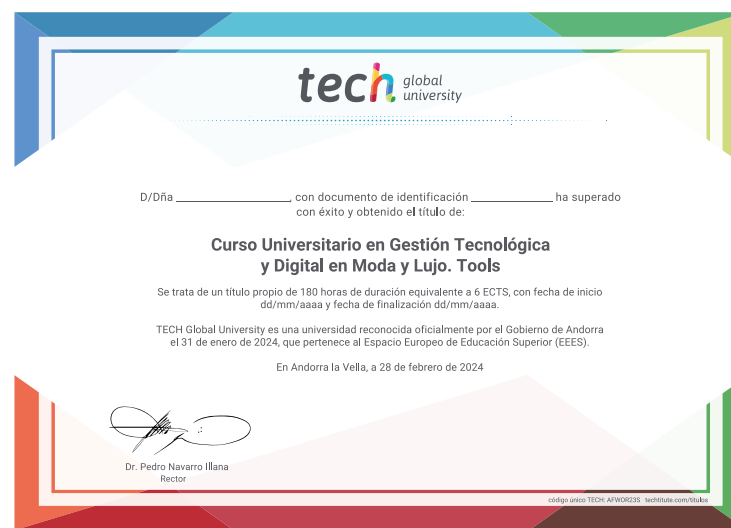 tech global
university
D/Dña ____________, con documento de identificación ____________ ha superado
con éxito y obtenido el título de:
Curso Universitario en Gestión Tecnológica
y Digital en Moda y Lujo. Tools
Se trata de un título propio de 180 horas de duración equivalente a 6 ECTS, con fecha de inicio
dd/mm/aaaa y fecha de finalización dd/mm/aaaa.
TECH Global University es una universidad reconocida oficialmente por el Gobierno de Andorra
el 31 de enero de 2024, que pertenece al Espacio Europeo de Educación Superior (EEES).
En Andorra la Vella, a 28 de febrero de 2024
Dr. Pedro Navarro Illana
Rector
código único TECH: AFWOR23S techtitute.com/titulos